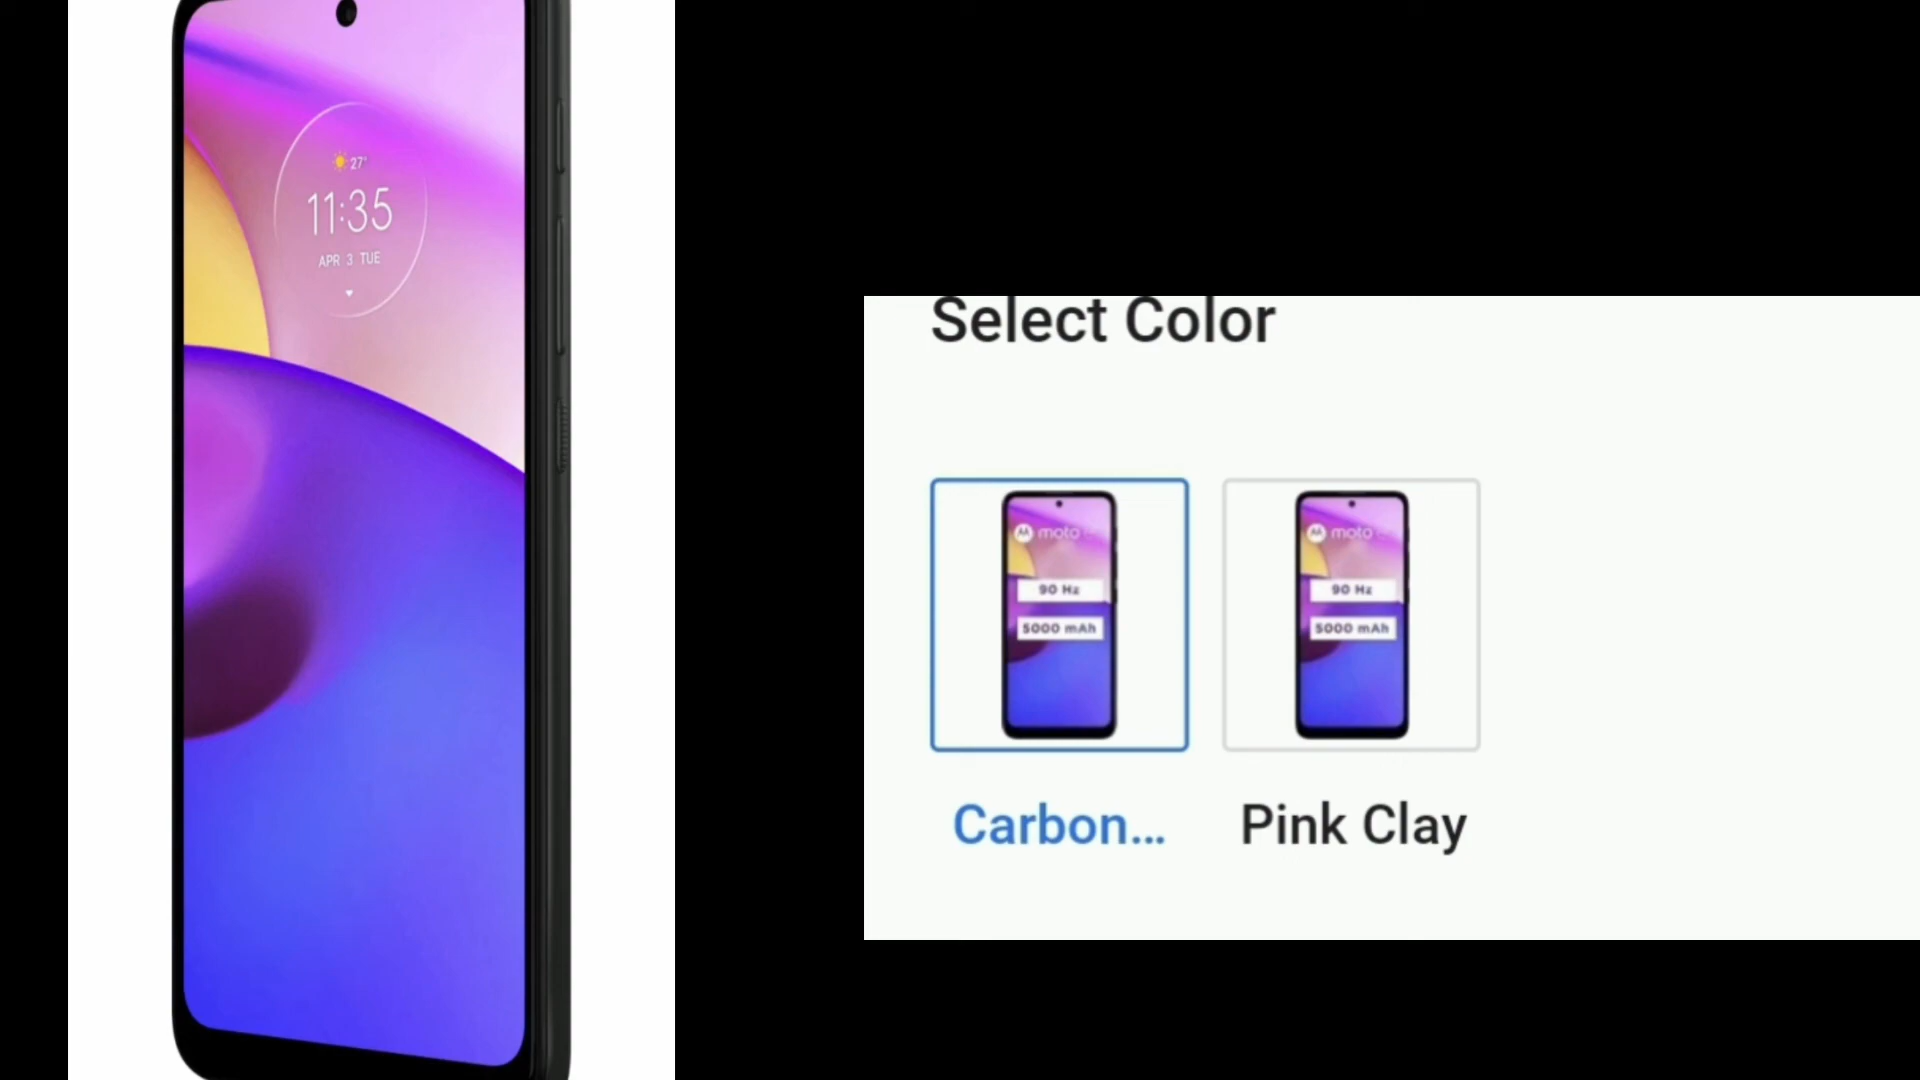 27°
11:35
APR 3 TUE
Select Color
moto
90 Hz
5000 mAh
moto
90 Hz
5000 mAh
Carbon...
Pink Clay